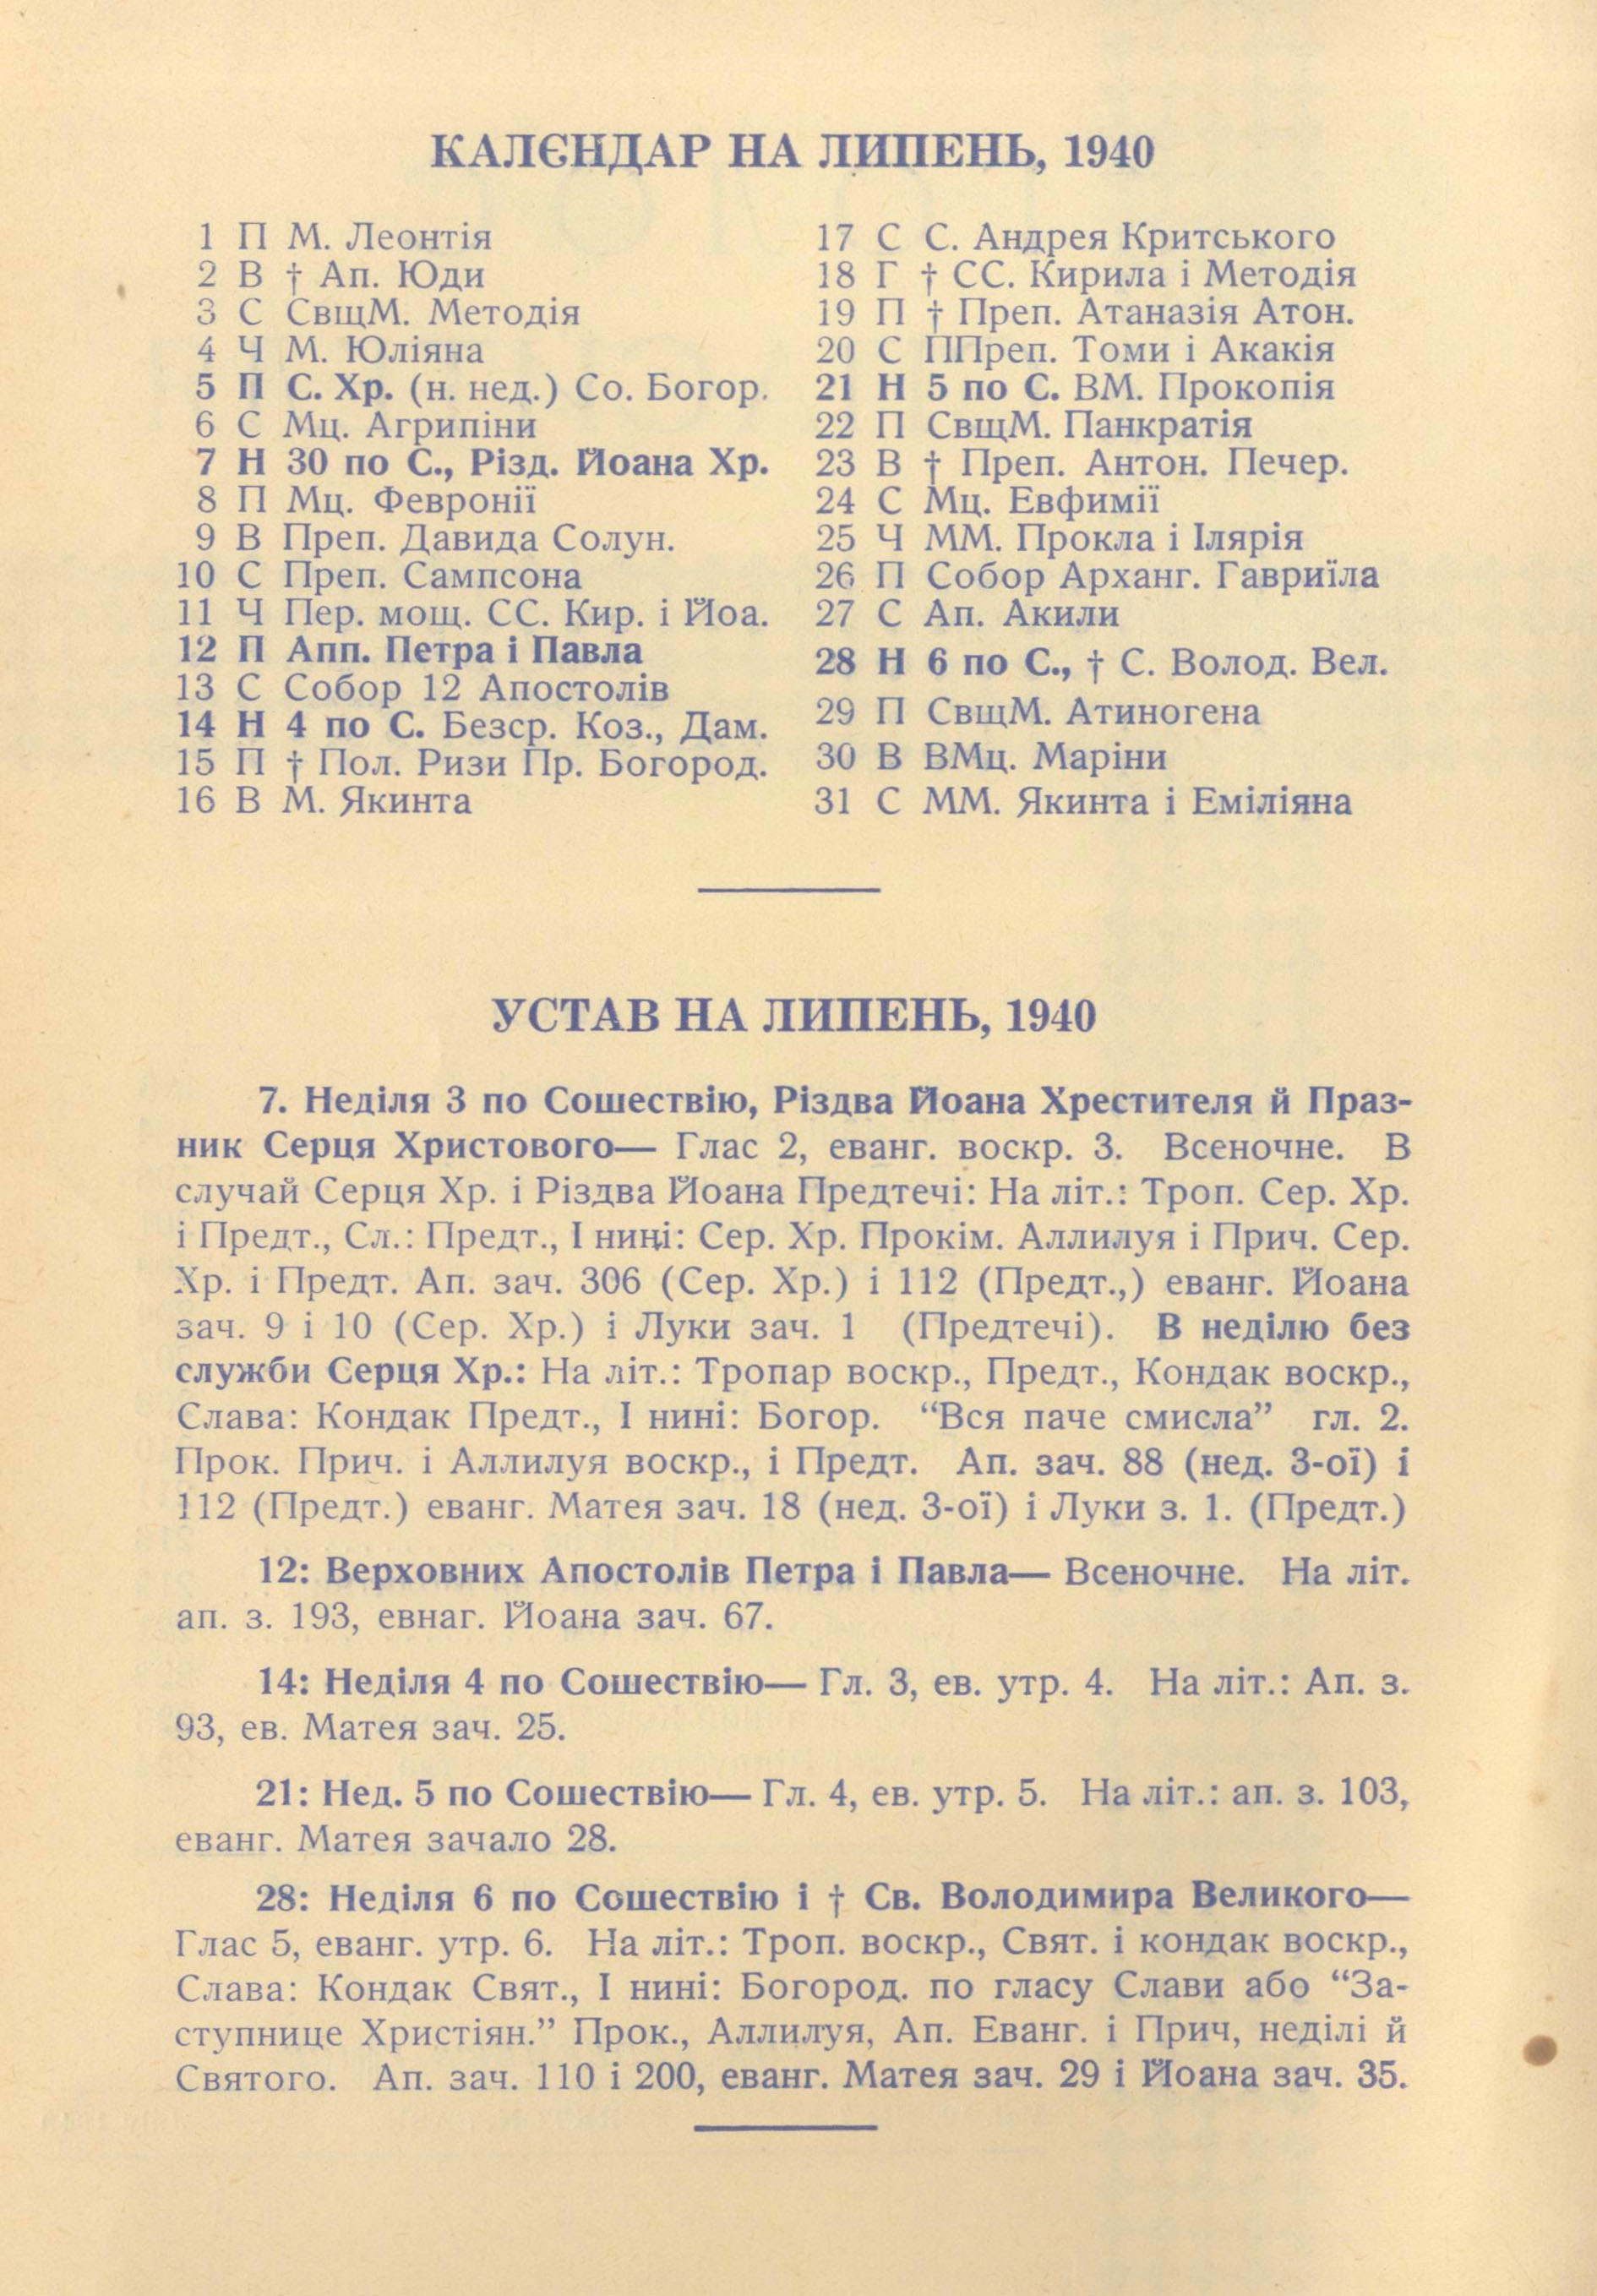 КАЛЄНДАР НА ЛИПЕНЬ, 1940
1 П М. Леонтія
2 В † Ап. Юди
3 С СвщМ. Методія
4 Ч М. Юліяна
5 П С. Хр. (н. нед.) Со. Богор.
6 С Мц. Агрипіни
7 Н 30 по С., Різд. Йоана Хр.
8 П Мц. Февронії
9 В Преп. Давида Солун.
10 С Преп. Сампсона
11 Ч Пер. мощ. СС. Кир. і Йоа.
12 П Апп. Петра і Павла
13 С Собор 12 Апостолів
14 Н 4 по С. Безср. Коз., Дам.
15 П † Пол. Ризи Пр. Богород.
16 В М. Якинта
17 С С. Андрея Критського
18 Г † СС. Кирила і Методія
19 П † Преп. Атаназія Атон.
20 С ППреп. Томи і Акакія
21 Н 5 по С. ВМ. Прокопія
22 П СвщМ. Панкратія
23 В † Преп. Антон. Печер.
24 С Мц. Евфимії
25 Ч ММ. Прокла і Ілярія
26 П Собор Арханг. Гавриїла
27 С Ап. Акили
28 Н 6 по С., † С. Волод. Вел.
29 П СвщМ. Атиногена
30 В ВМц. Маріни
31 С ММ. Якинта і Еміліяна
УСТАВ НА ЛИПЕНЬ, 1940
7. Неділя 3 по Сошествію, Різдва Йоана Хрестителя й Праз-
ник Серця Христового— Глас 2, еванг. воскр. 3. Всеночне. В
случай Серця Хр. і Різдва Йоана Предтечі: На літ.: Троп. Сер. Хр.
і Предт., Сл.: Предт., І нині: Сер. Хр. Прокім. Аллилуя і Прич. Сер.
Хр. і Предт. Ап. зач. 306 (Сер. Хр.) і 112 (Предт.,) еванг. Йоана
зач. 9 і 10 (Сер. Хр.) і Луки зач. 1 (Предтечі). В неділю без
служби Серця Хр.: На літ.: Тропар воскр., Предт., Кондак воскр.,
Слава: Кондак Предт., І нині: Богор. “Вся паче смисла” гл. 2.
Прок. Прич. і Аллилуя воскр., і Предт. Ап. зач. 88 (нед. 3-ої) і
112 (Предт.) еванг. Матея зач. 18 (нед. 3-ої) і Луки з. 1. (Предт.)
12: Верховних Апостолів Петра і Павла— Всеночне. На літ.
ап. з. 193, евнаг. Йоана зач. 67.
14: Неділя 4 по Сошествію— Гл. 3, ев. утр. 4. На літ.: Ап. з.
93, ев. Матея зач. 25.
21: Нед. 5 по Сошествію— Гл. 4, ев. утр. 5. На літ.: ап. з. 103,
еванг. Матея зачало 28.
28: Неділя 6 по Сошествію і † Св. Володимира Великого—
Глас 5, еванг. утр. 6. На літ.: Троп. воскр., Свят. і кондак воскр.,
Слава: Кондак Свят., І нині: Богород. по гласу Слави або “За-
ступнице Християн.” Прок., Аллилуя, Ап. Еванг. і Прич, неділі й
Святого. Ап. зач. 110 і 200, еванг. Матея зач. 29 і Йоана зач. 35.